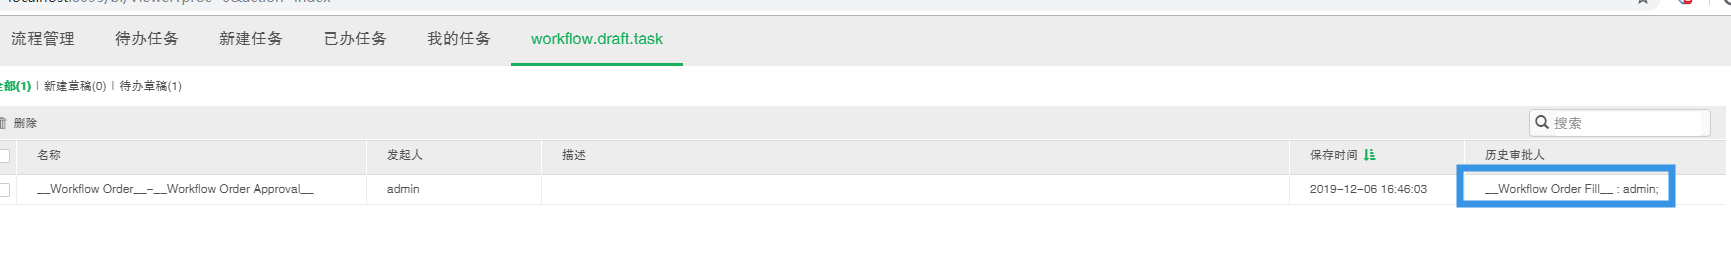 流程管理 待办任务 新建任务 已办任务 我的任务 workflow.draft.task
全部(1) | 新建草稿(0) | 待办草稿(1)
删除 搜索
名称 发起人 描述 保存时间 历史审批人
__Workflow Order__-__Workflow Order Approval__ admin 2019-12-06 16:46:03 __Workflow Order Fill__ : admin;